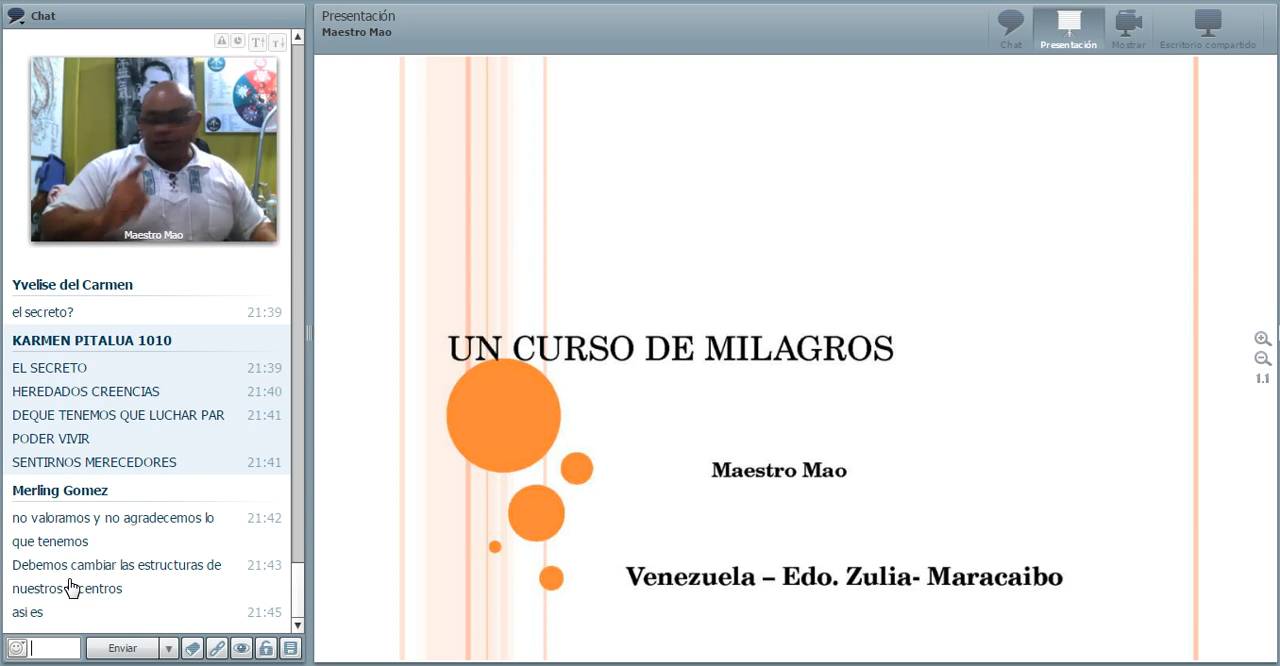 Chat
T↑
T↓
Maestro Mao
Yvelise del Carmen
el secreto?
21:39
KARMEN PITALUA 1010
EL SECRETO
21:39
HEREDADOS CREENCIAS
21:40
DEQUE TENEMOS QUE LUCHAR PAR
21:41
PODER VIVIR
SENTIRNOS MERECEDORES
21:41
Merling Gomez
no valoramos y no agradecemos lo
21:42
que tenemos
Debemos cambiar las estructuras de
21:43
nuestros
asi es
21:45
Enviar
Presentación
Maestro Mao
Chat
Presentación
Mostrar
Escritorio compartido
UN CURSO DE MILAGROS
Maestro Mao
Venezuela – Edo. Zulia- Maracaibo
1.1